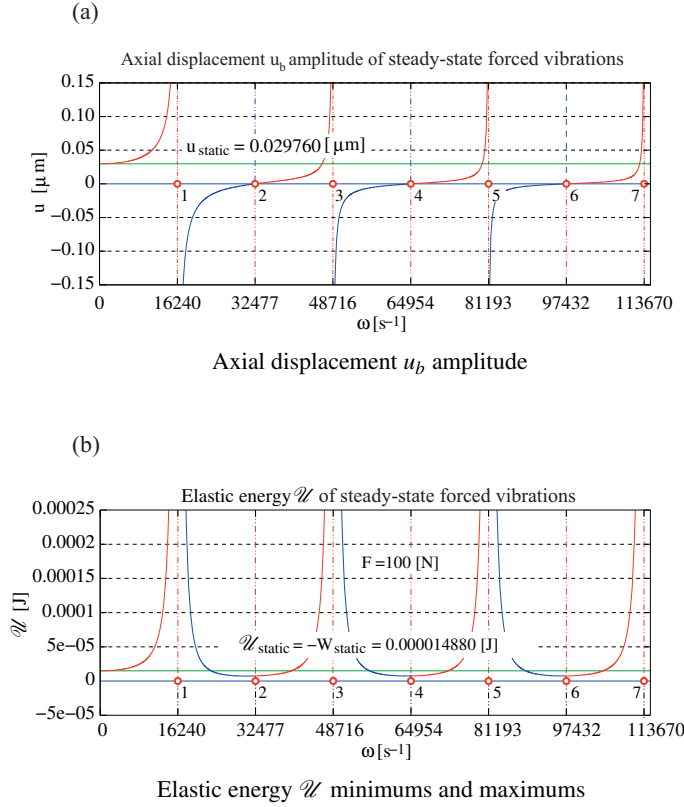 (a)
Axial displacement u_b amplitude of steady-state forced vibrations
0.15
0.10
u_static = 0.029760 [ μm]
0.05
0
1 2 3 4 5 6 7
−0.05
−0.10
−0.15
u [μ m]
0 16240 32477 48716 64954 81193 97432 113670
ω[s⁻¹]
Axial displacement u_b amplitude
(b)
Elastic energy 𝒰 of steady-state forced vibrations
0.00025
0.0002
F =100 [N]
0.00015
0.0001
𝒰_static = −W_static = 0.000014880 [J]
5e−05
0
1 2 3 4 5 6 7
−5e−05
𝒰 [J]
0 16240 32477 48716 64954 81193 97432 113670
ω[s⁻¹]
Elastic energy 𝒰 minimums and maximums